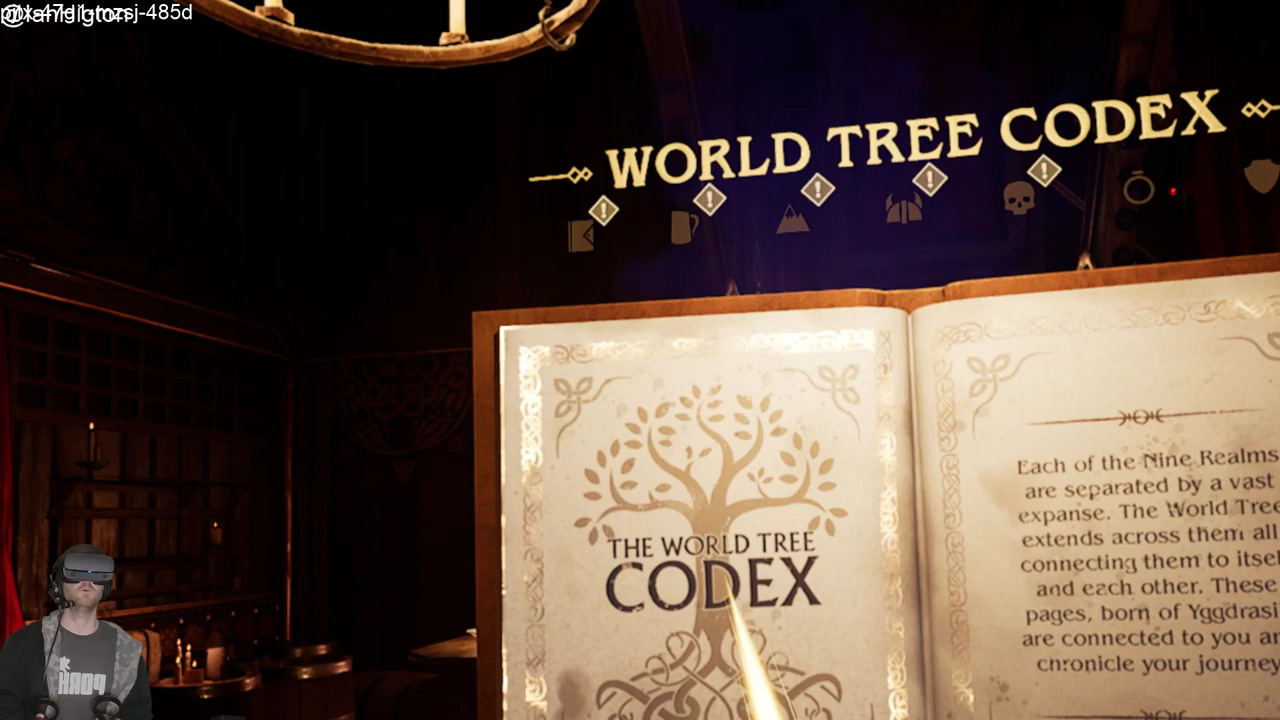 WORLD TREE CODEX
THE WORLD TREE
CODEX
Each of the Nine Realms
are separated by a vast
expanse. The World Tree
extends across them all
connecting them to itsel
and each other. These
pages, born of Yggdrasi
are connected to you an
chronicle your journey